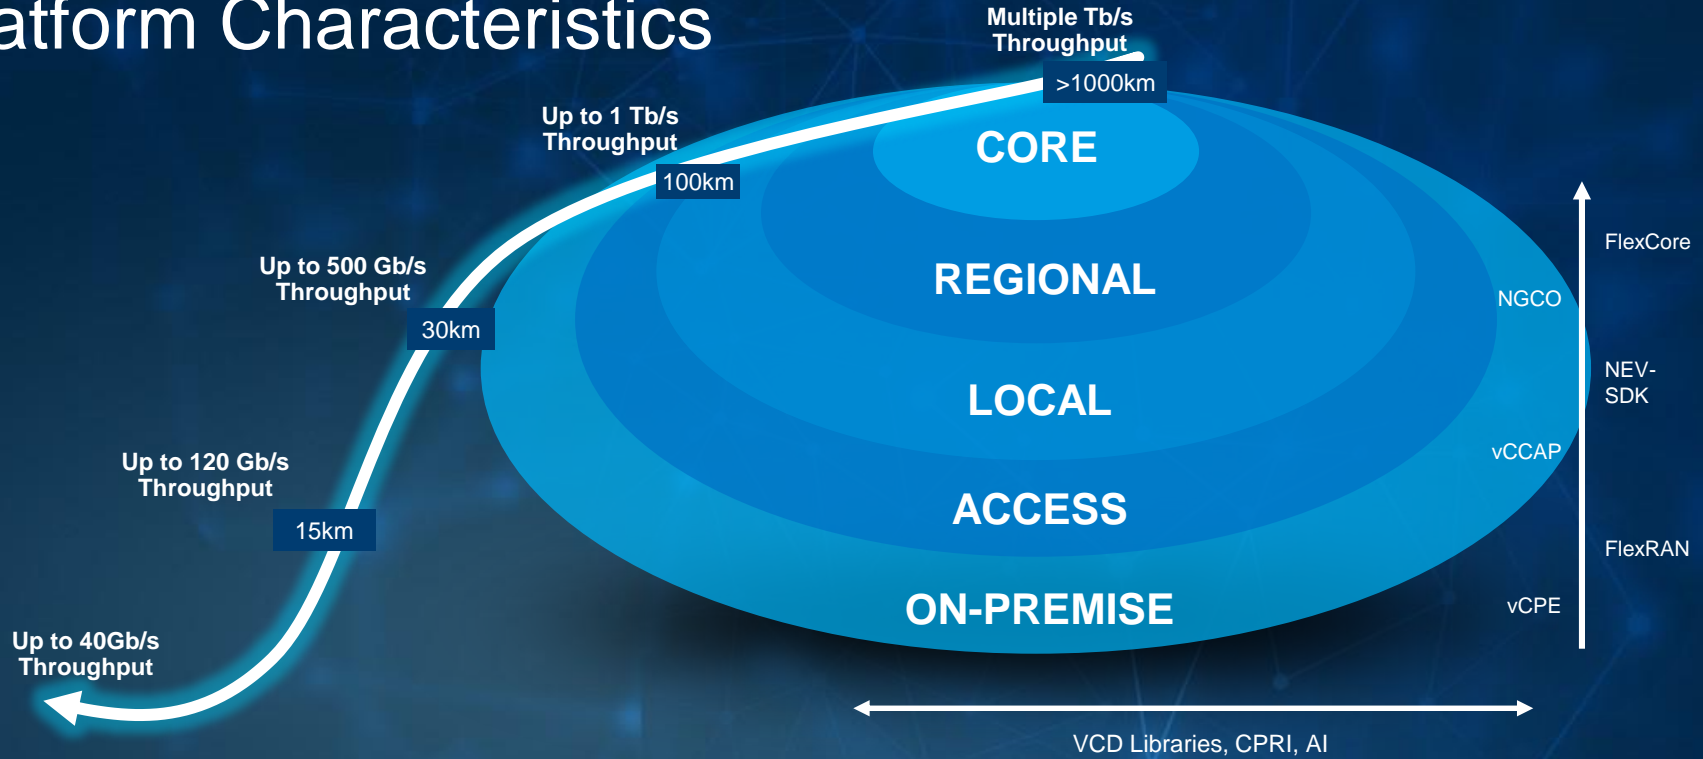 atform Characteristics
Multiple Tb/s
Throughput
>1000km
Up to 1 Tb/s
Throughput
100km
CORE
FlexCore
Up to 500 Gb/s
Throughput
30km
REGIONAL
NGCO
NEV-
SDK
LOCAL
vCCAP
Up to 120 Gb/s
Throughput
15km
ACCESS
FlexRAN
ON-PREMISE
vCPE
Up to 40Gb/s
Throughput
VCD Libraries, CPRI, AI